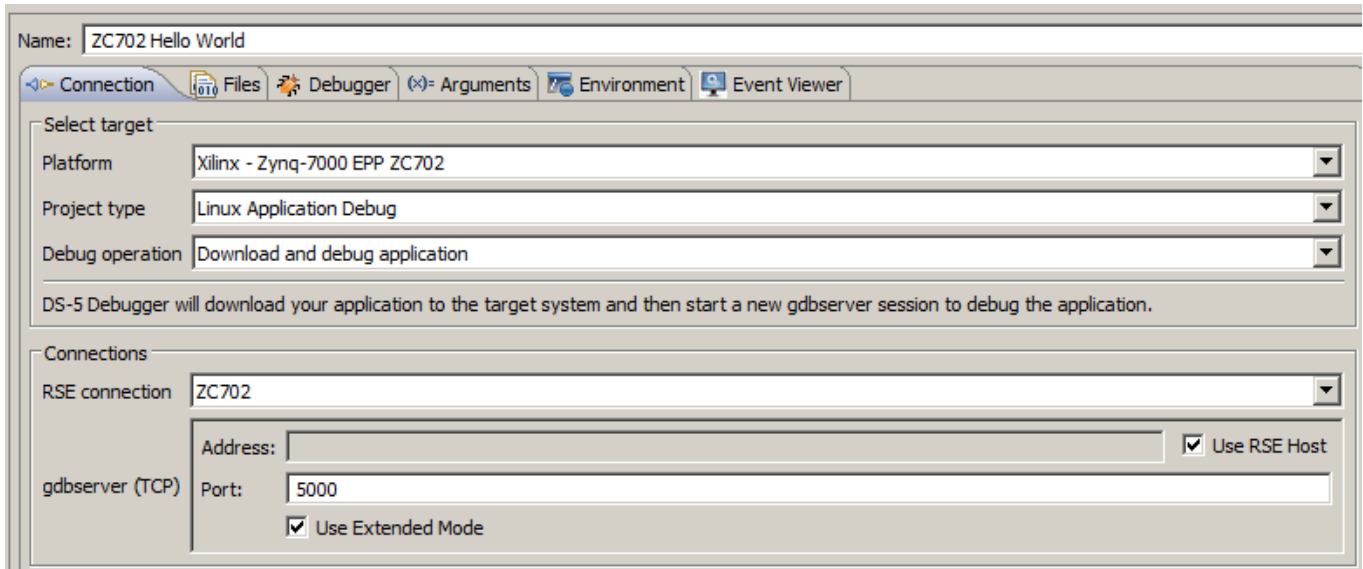 Name: ZC702 Hello World
Connection Files Debugger (x)= Arguments Environment Event Viewer
Select target
Platform Xilinx - Zynq-7000 EPP ZC702
Project type Linux Application Debug
Debug operation Download and debug application
DS-5 Debugger will download your application to the target system and then start a new gdbserver session to debug the application.
Connections
RSE connection ZC702
Address: Use RSE Host
gdbserver (TCP) Port: 5000
Use Extended Mode